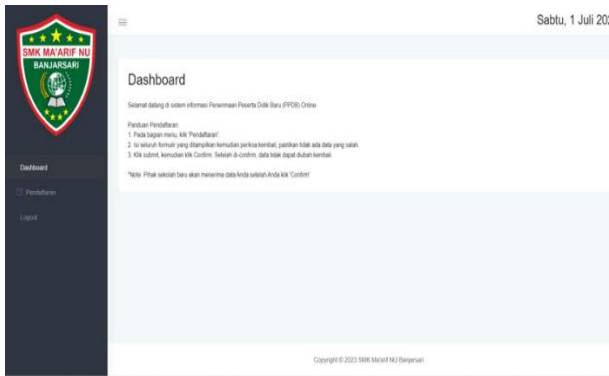 Sabtu, 1 Juli 202
SMK MA'ARIF NU
BANJARSARI
Dashboard
Pendaftaran
Logout
Dashboard
Selamat datang di sistem informasi Penerimaan Peserta Didik Baru (PPDB) Online
Panduan Pendaftaran:
1. Pada bagian menu, klik 'Pendaftaran'.
2. Isi seluruh formulir yang ditampilkan kemudian periksa kembali, pastikan tidak ada data yang salah.
3. Klik submit, kemudian klik Confirm. Setelah di-confirm, data tidak dapat diubah kembali.
*Note: Pihak sekolah baru akan menerima data Anda setelah Anda klik 'Confirm'
Copyright © 2023 SMK Ma'arif NU Banjarsari